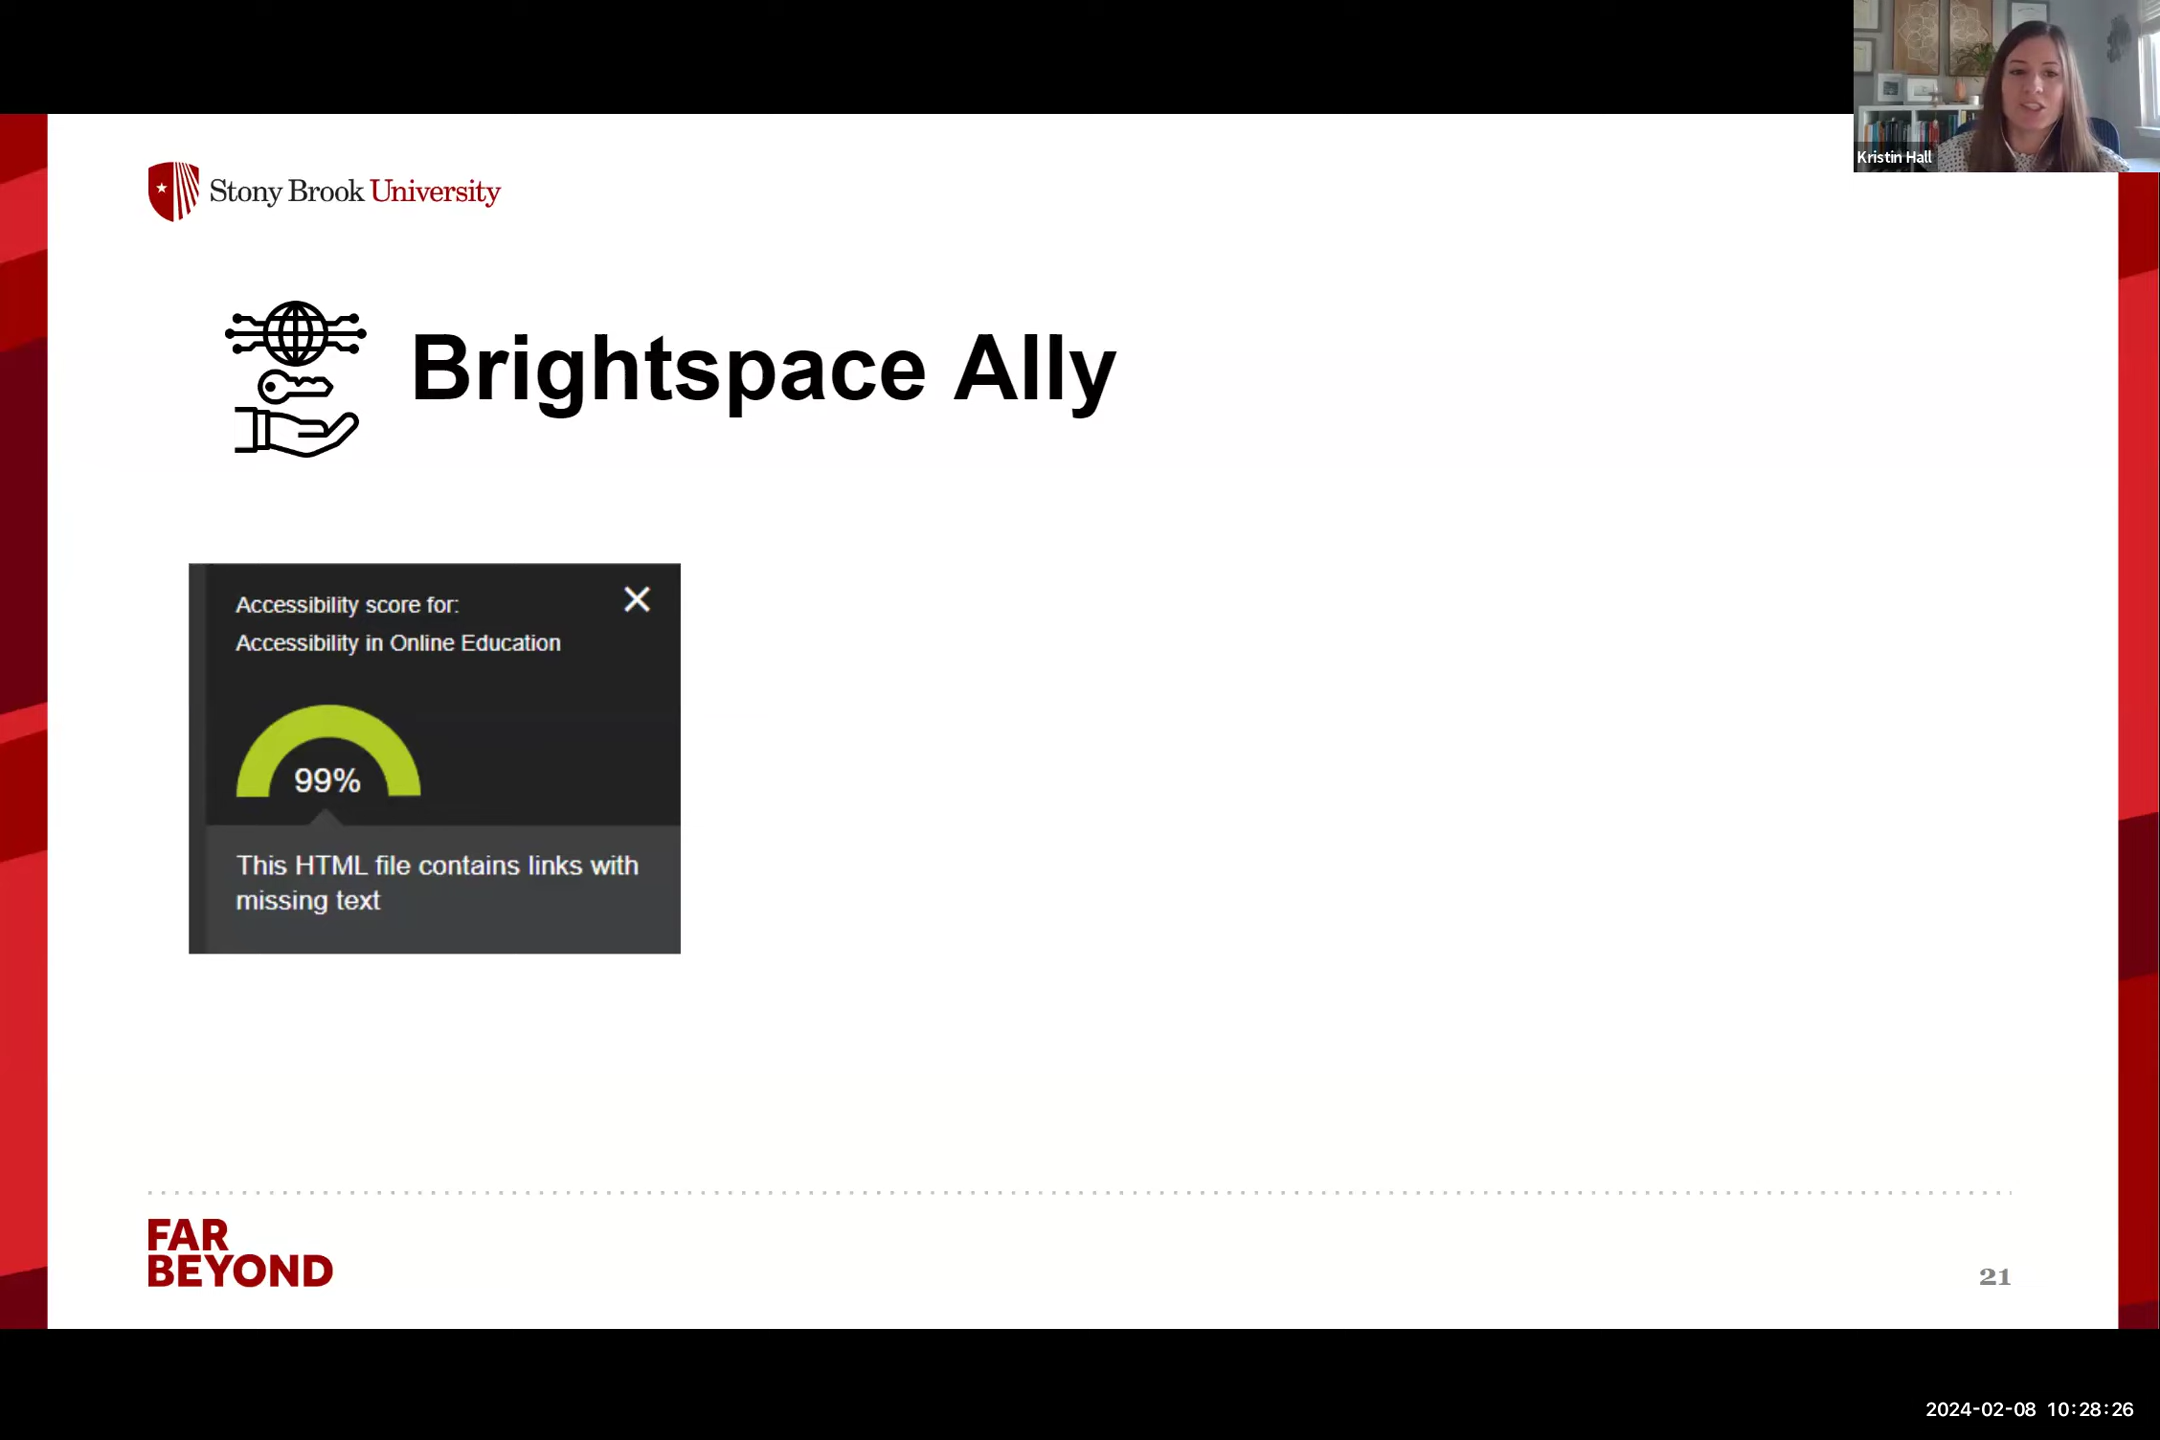 Kristin Hall
Stony Brook University
Brightspace Ally
Accessibility score for:
Accessibility in Online Education
99%
This HTML file contains links with
missing text
FAR
BEYOND
21
2024-02-08 10:28:26